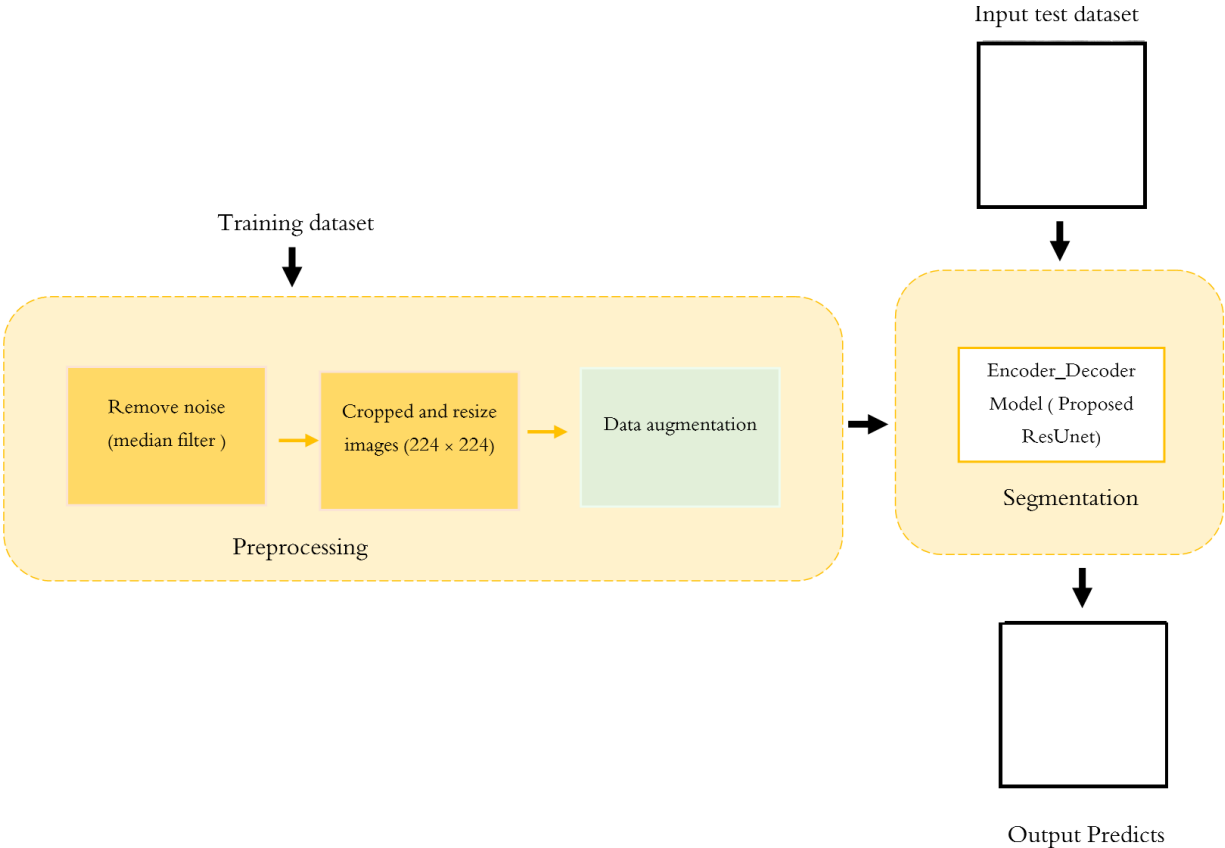 Input test dataset
Training dataset
Remove noise
(median filter )
Cropped and resize
images (224 × 224)
Data augmentation
Preprocessing
Encoder_Decoder
Model ( Proposed
ResUnet)
Segmentation
Output Predicts